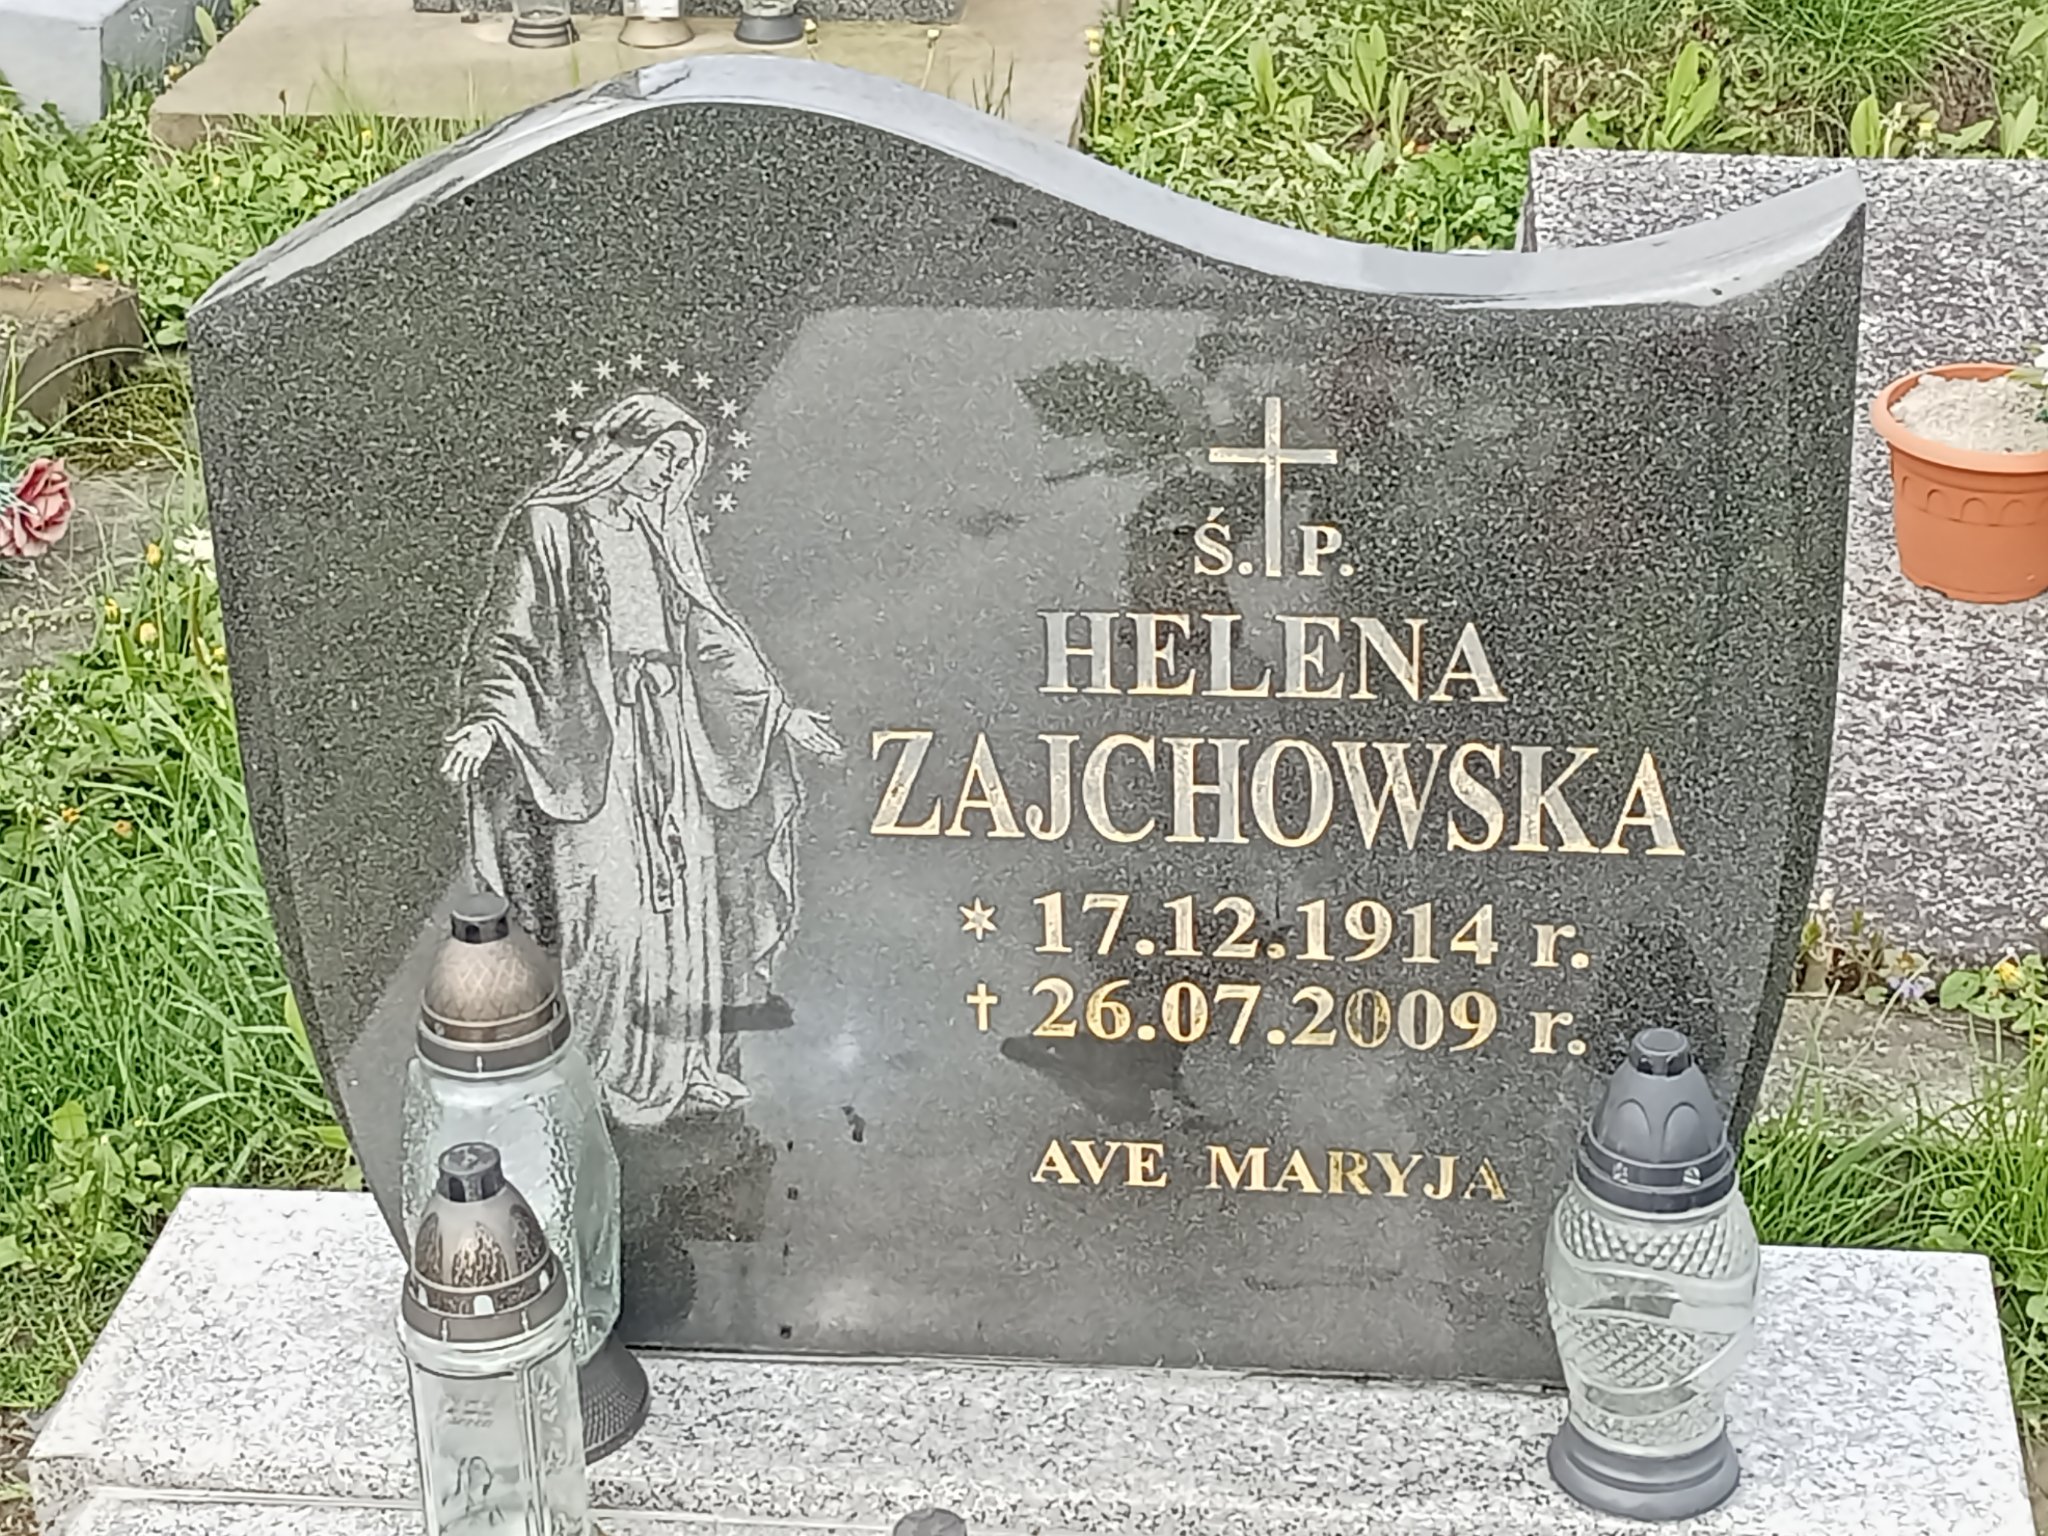 Ś. P.
HELENA
ZAJCHOWSKA
* 17.12.1914 r.
✝ 26.07.2009 r.
AVE MARYJA